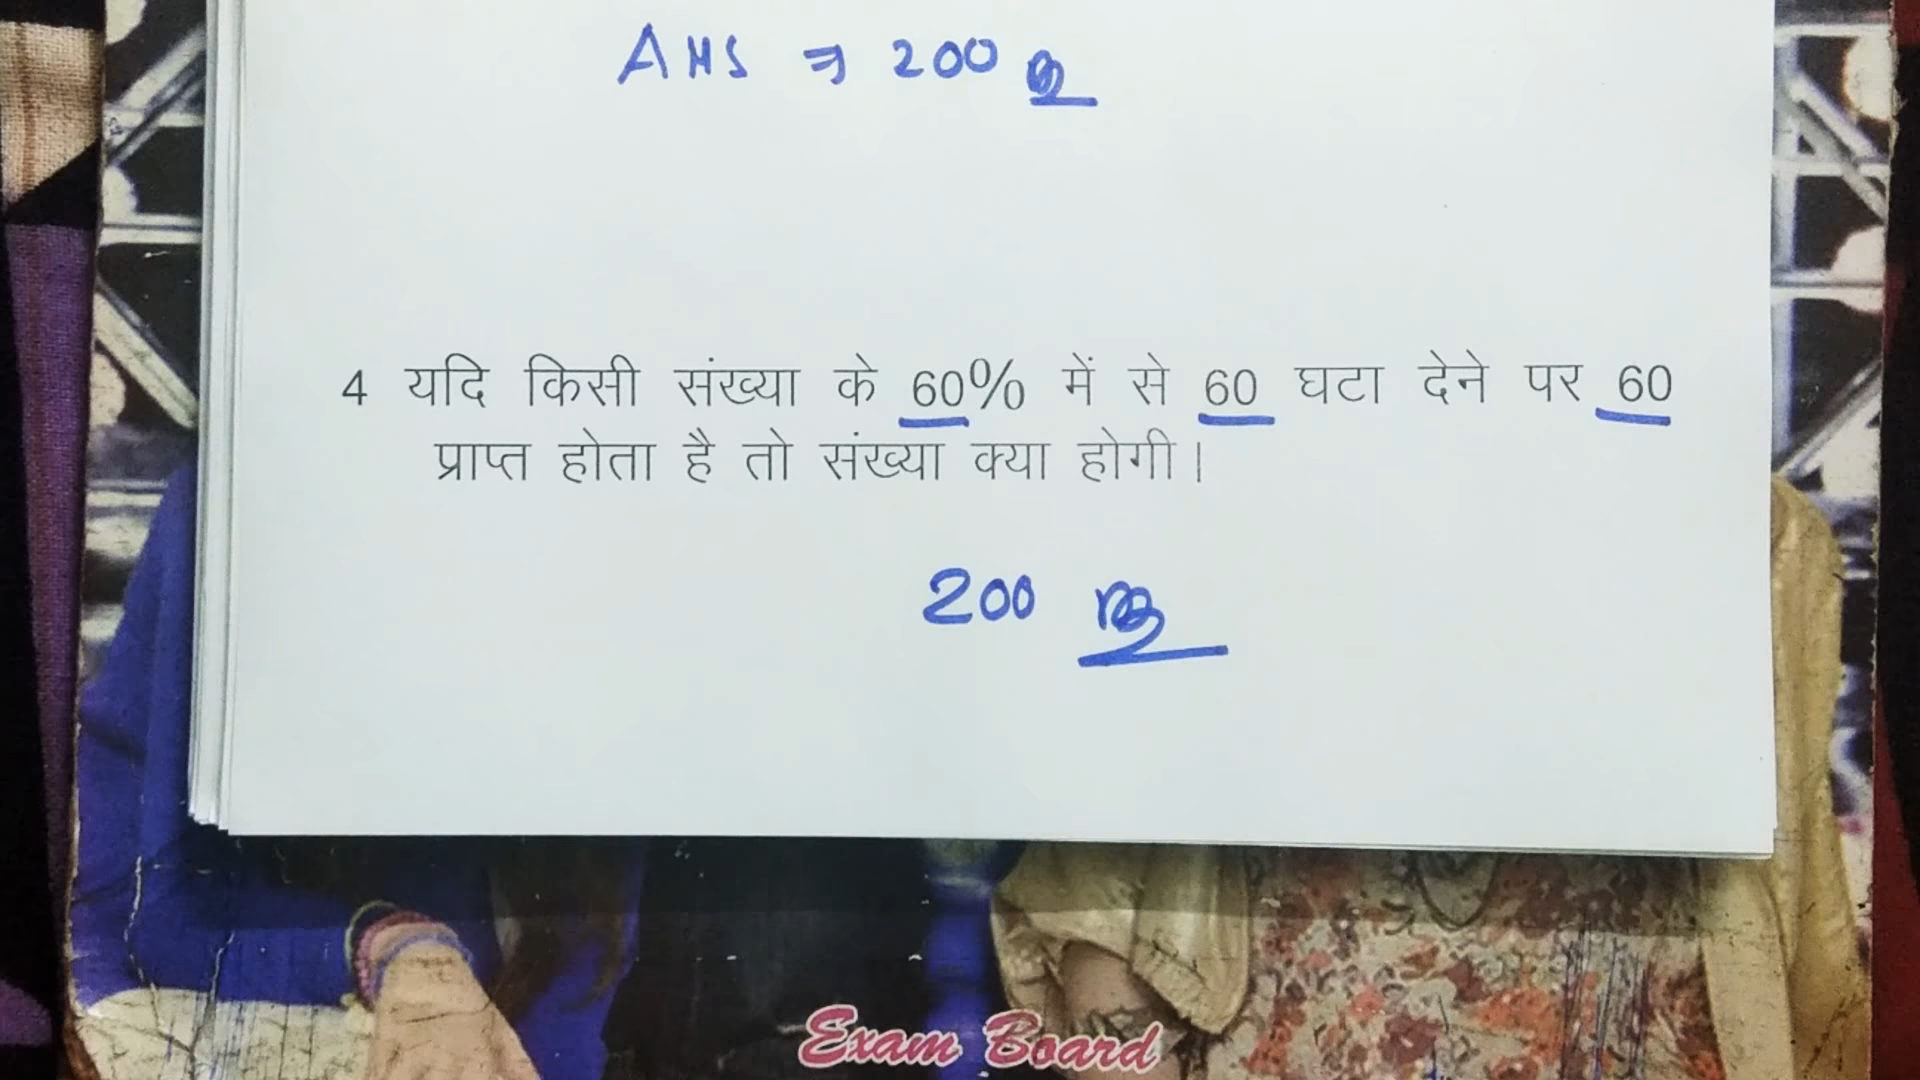 ANS ⇒ 200
4 यदि किसी संख्या के 60% में से 60 घटा देने पर 60
प्राप्त होता है तो संख्या क्या होगी।
200
Exam Board